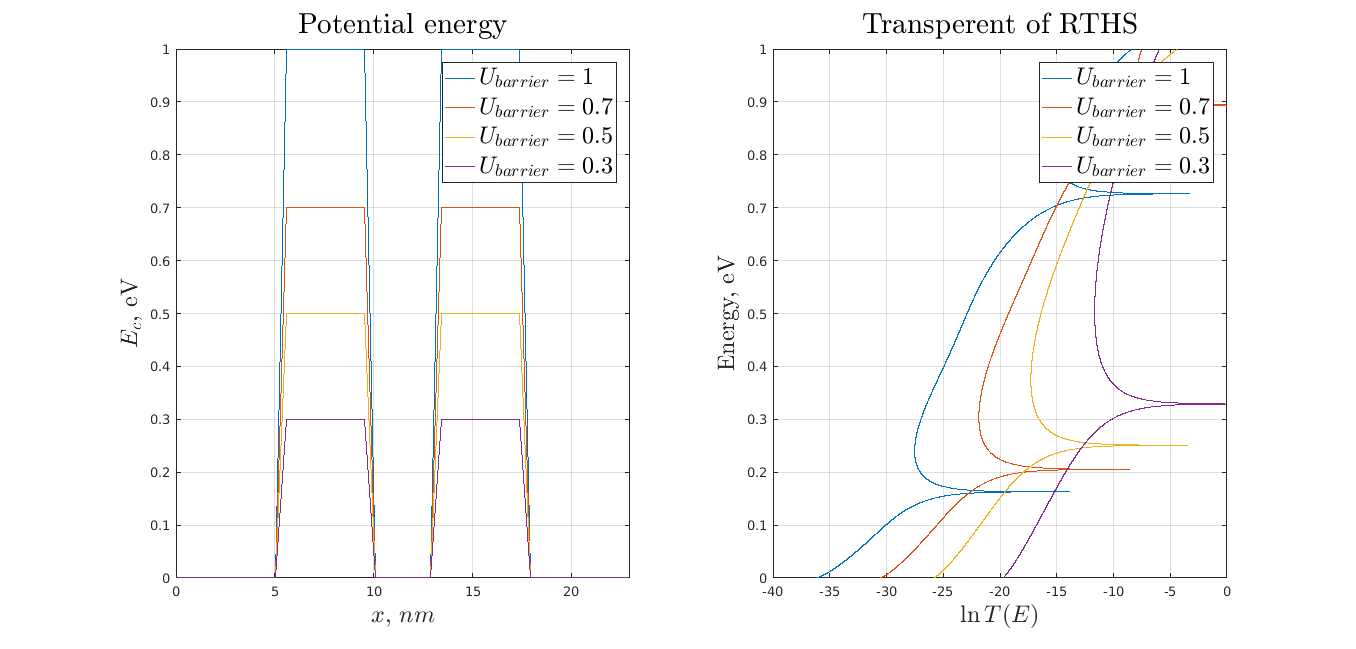 Potential energy
1
0.9
0.8
0.7
0.6
0.5
0.4
0.3
0.2
0.1
0
E_c, eV
0 5 10 15 20
x, nm
U_barrier = 1
U_barrier = 0.7
U_barrier = 0.5
U_barrier = 0.3
Transperent of RTHS
1
0.9
0.8
0.7
0.6
0.5
0.4
0.3
0.2
0.1
0
Energy, eV
-40 -35 -30 -25 -20 -15 -10 -5 0
ln T(E)
U_barrier = 1
U_barrier = 0.7
U_barrier = 0.5
U_barrier = 0.3